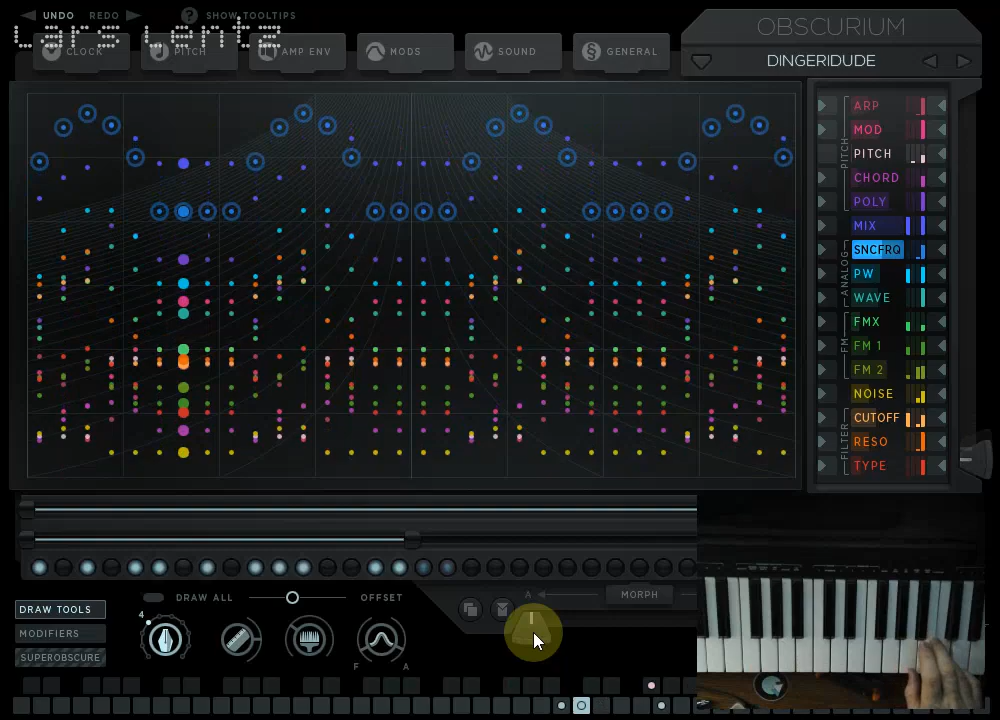 UNDO REDO ? SHOW TOOLTIPS
Lars Lentz
CLOCK PITCH AMP ENV MODS SOUND GENERAL
OBSCURIUM
DINGERIDUDE
PITCH
ARP
MOD
PITCH
CHORD
POLY
MIX
ANALOG
SNCFRQ
PW
WAVE
FM
FMX
FM 1
FM 2
NOISE
FILTER
CUTOFF
RESO
TYPE
DRAW TOOLS
MODIFIERS
SUPEROBSCURE
DRAW ALL OFFSET
4
F A
A MORPH